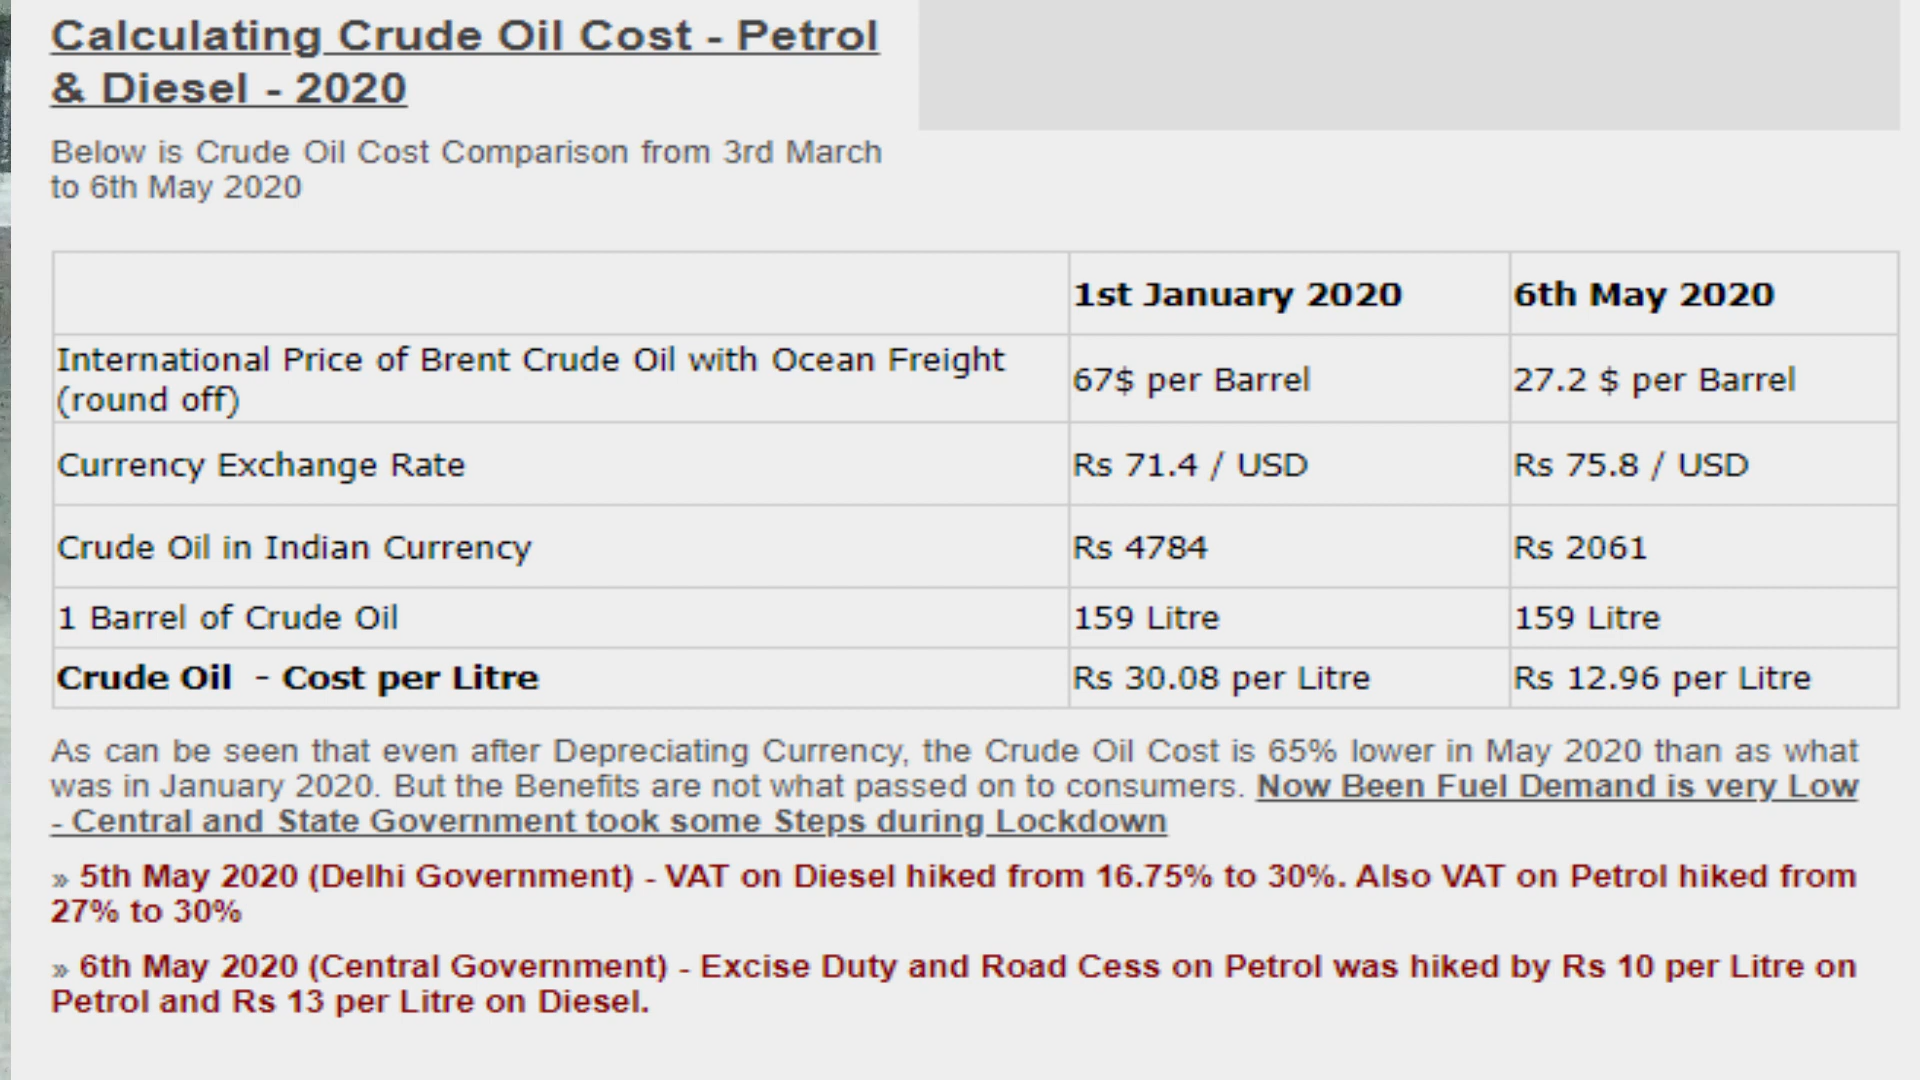 Calculating Crude Oil Cost - Petrol
& Diesel - 2020
Below is Crude Oil Cost Comparison from 3rd March
to 6th May 2020
1st January 2020 6th May 2020
International Price of Brent Crude Oil with Ocean Freight
(round off) 67$ per Barrel 27.2 $ per Barrel
Currency Exchange Rate Rs 71.4 / USD Rs 75.8 / USD
Crude Oil in Indian Currency Rs 4784 Rs 2061
1 Barrel of Crude Oil 159 Litre 159 Litre
Crude Oil - Cost per Litre Rs 30.08 per Litre Rs 12.96 per Litre
As can be seen that even after Depreciating Currency, the Crude Oil Cost is 65% lower in May 2020 than as what
was in January 2020. But the Benefits are not what passed on to consumers. Now Been Fuel Demand is very Low
- Central and State Government took some Steps during Lockdown
» 5th May 2020 (Delhi Government) - VAT on Diesel hiked from 16.75% to 30%. Also VAT on Petrol hiked from
27% to 30%
» 6th May 2020 (Central Government) - Excise Duty and Road Cess on Petrol was hiked by Rs 10 per Litre on
Petrol and Rs 13 per Litre on Diesel.